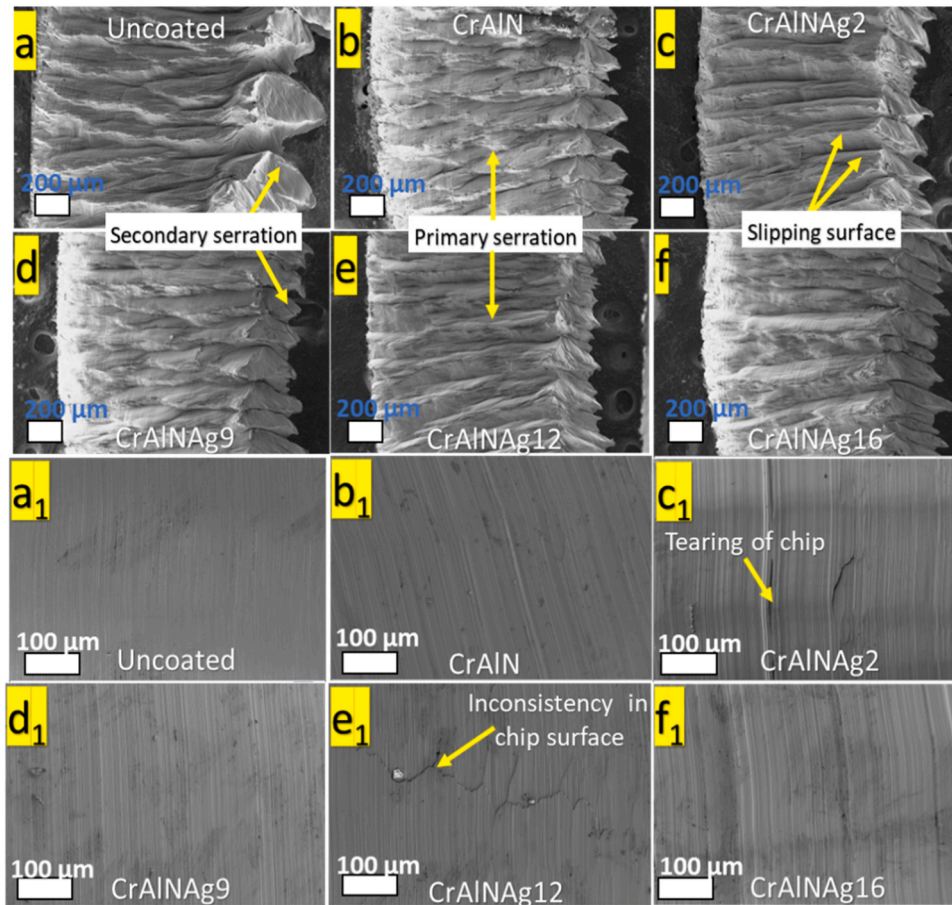 a
Uncoated
200 µm
b
CrAlN
200 µm
c
CrAlNAg2
200 µm
Secondary serration
Primary serration
Slipping surface
d
200 µm
CrAlNAg9
e
200 µm
CrAlNAg12
f
200 µm
CrAlNAg16
a1
100 µm
Uncoated
b1
100 µm
CrAlN
c1
Tearing of chip
100 µm
CrAlNAg2
d1
100 µm
CrAlNAg9
e1
Inconsistency in
chip surface
100 µm
CrAlNAg12
f1
100 µm
CrAlNAg16